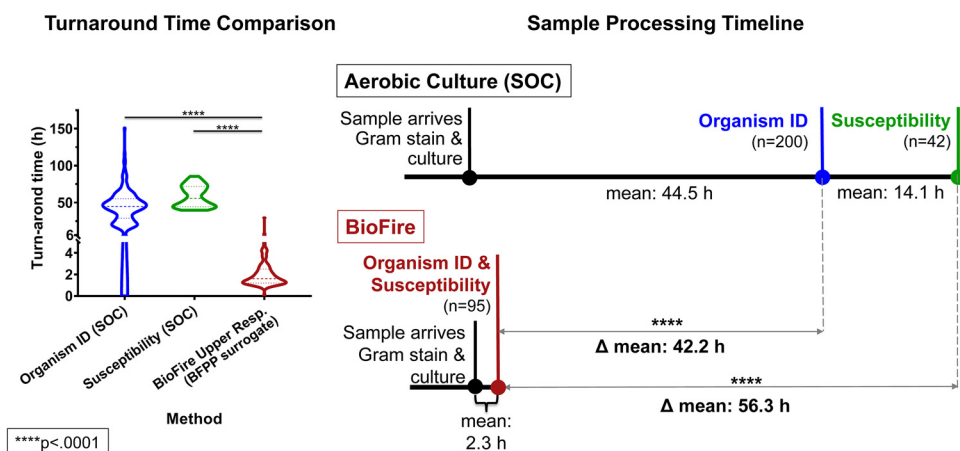 Turnaround Time Comparison
Sample Processing Timeline
Turn-arond time (h)
150
100
50
6
4
2
0
****
****
Organism ID (SOC)
Susceptibility (SOC)
BioFire Upper Resp.
(BFPP surrogate)
Method
****p<.0001
Aerobic Culture (SOC)
Sample arrives
Gram stain &
culture
Organism ID
(n=200)
Susceptibility
(n=42)
mean: 44.5 h
mean: 14.1 h
BioFire
Organism ID &
Susceptibility
(n=95)
Sample arrives
Gram stain &
culture
mean:
2.3 h
****
Δ mean: 42.2 h
****
Δ mean: 56.3 h